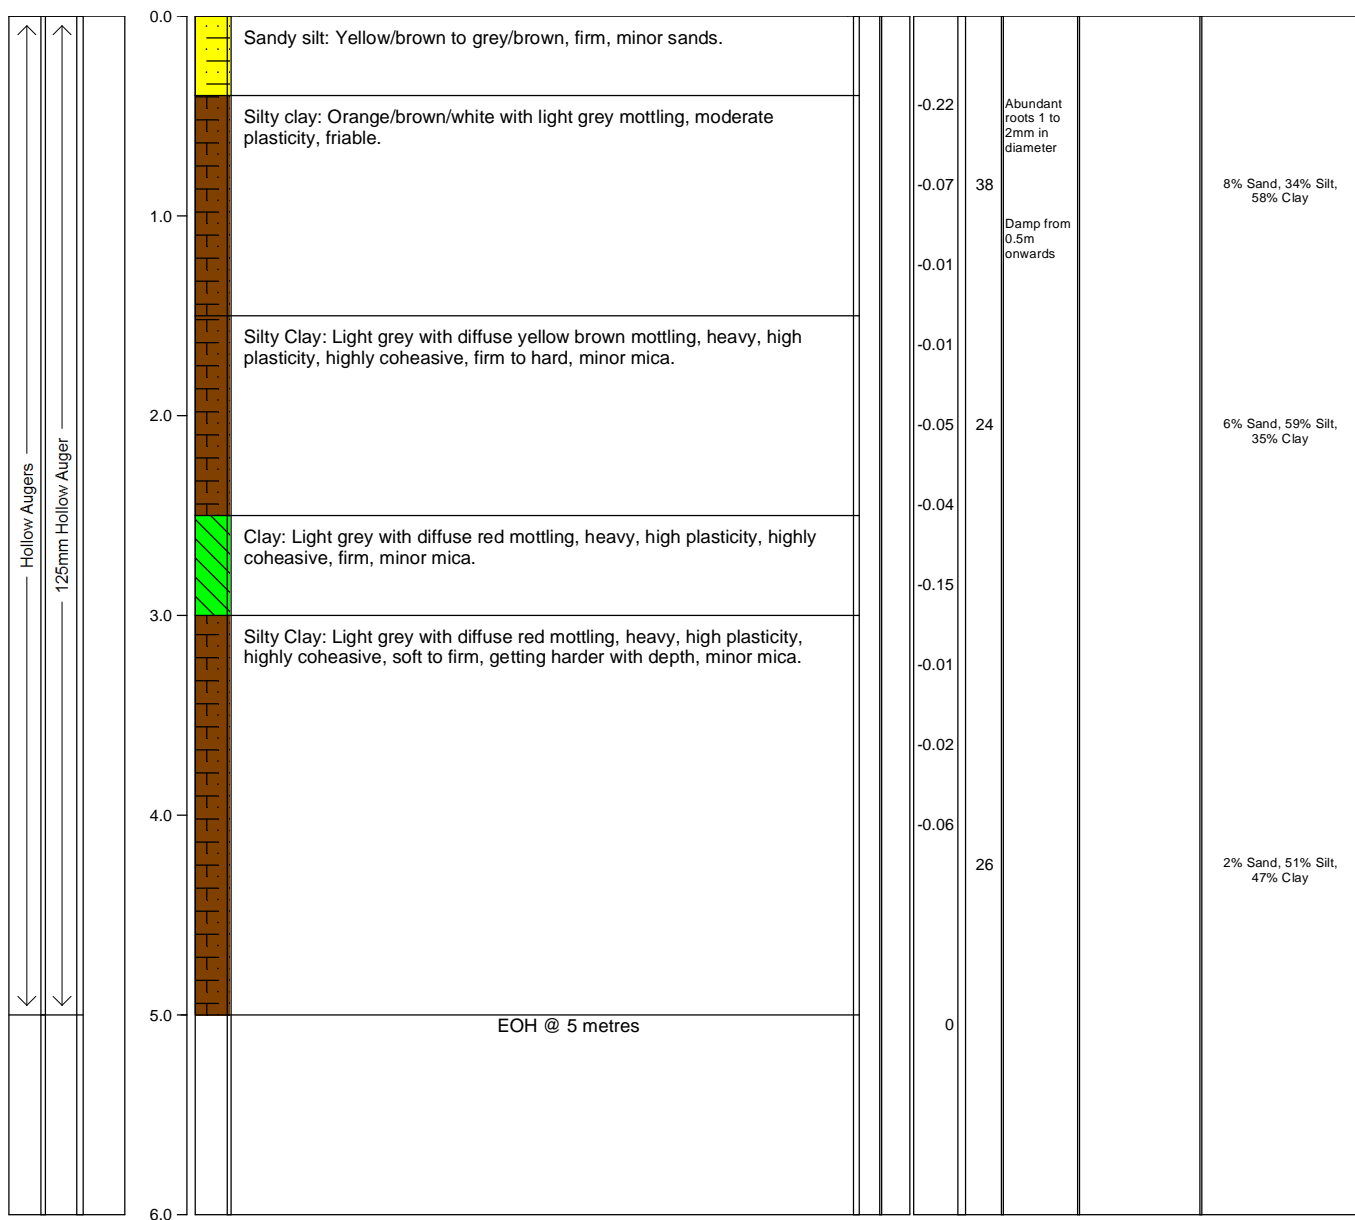 Hollow Augers
125mm Hollow Auger
0.0
1.0
2.0
3.0
4.0
5.0
6.0
Sandy silt: Yellow/brown to grey/brown, firm, minor sands.
Silty clay: Orange/brown/white with light grey mottling, moderate
plasticity, friable.
Silty Clay: Light grey with diffuse yellow brown mottling, heavy, high
plasticity, highly coheasive, firm to hard, minor mica.
Clay: Light grey with diffuse red mottling, heavy, high plasticity, highly
coheasive, firm, minor mica.
Silty Clay: Light grey with diffuse red mottling, heavy, high plasticity,
highly coheasive, soft to firm, getting harder with depth, minor mica.
EOH @ 5 metres
-0.22
-0.07
-0.01
-0.01
-0.05
-0.04
-0.15
-0.01
-0.02
-0.06
0
38
24
26
Abundant
roots 1 to
2mm in
diameter
Damp from
0.5m
onwards
8% Sand, 34% Silt,
58% Clay
6% Sand, 59% Silt,
35% Clay
2% Sand, 51% Silt,
47% Clay